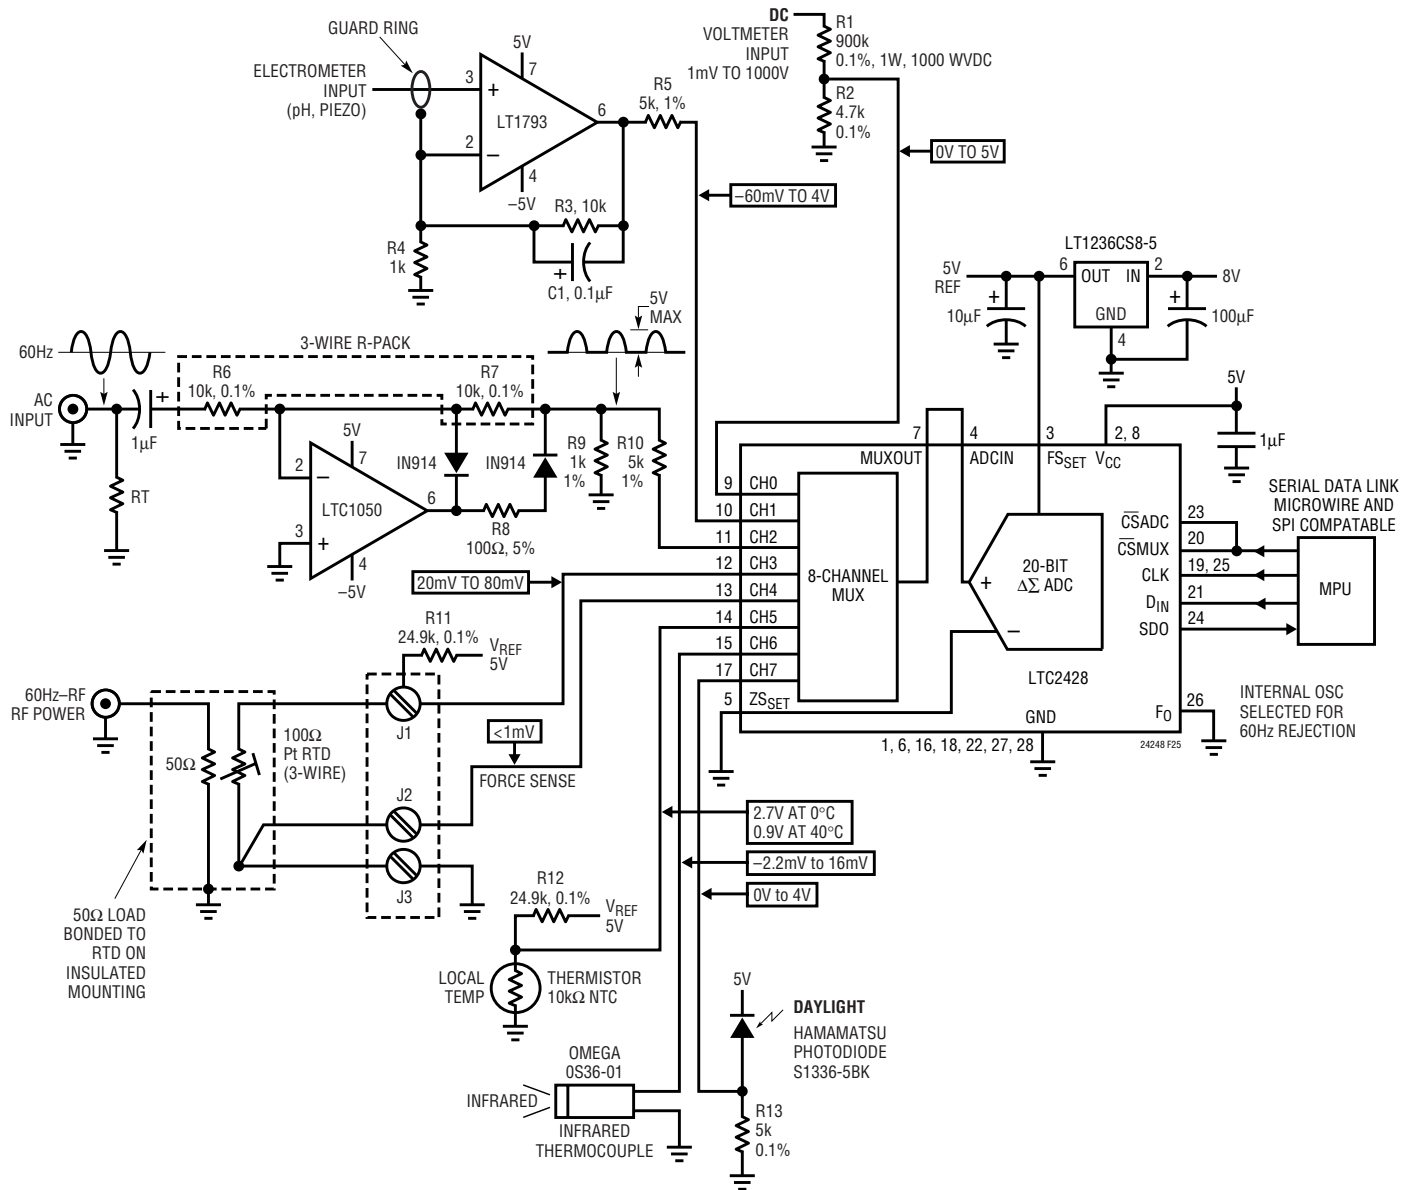 GUARD RING
ELECTROMETER
INPUT
(pH, PIEZO)
5V
7
3
+
LT1793
6
2
–
4
–5V
R5
5k, 1%
R3, 10k
R4
1k
+
C1, 0.1µF
DC
VOLTMETER
INPUT
1mV TO 1000V
R1
900k
0.1%, 1W, 1000 WVDC
R2
4.7k
0.1%
0V TO 5V
–60mV TO 4V
LT1236CS8-5
5V
REF
6
OUT
IN
2
8V
+
10µF
GND
4
+
100µF
60Hz
AC
INPUT
1µF
+
RT
3-WIRE R-PACK
R6
10k, 0.1%
R7
10k, 0.1%
5V
MAX
5V
7
2
–
LTC1050
6
3
+
4
–5V
IN914
IN914
R8
100Ω, 5%
R9
1k
1%
R10
5k
1%
5V
1µF
7
4
3
2, 8
MUXOUT
ADCIN
FSSET
VCC
9
CH0
10
CH1
11
CH2
12
CH3
13
CH4
14
CH5
15
CH6
17
CH7
5
ZSSET
8-CHANNEL
MUX
+
20-BIT
ΔΣ ADC
–
LTC2428
GND
1, 6, 16, 18, 22, 27, 28
CSADC
23
CSMUX
20
CLK
19, 25
DIN
21
SDO
24
FO
26
SERIAL DATA LINK
MICROWIRE AND
SPI COMPATABLE
MPU
INTERNAL OSC
SELECTED FOR
60Hz REJECTION
24248 F25
20mV TO 80mV
R11
24.9k, 0.1%
VREF
5V
60Hz–RF
RF POWER
50Ω
100Ω
Pt RTD
(3-WIRE)
J1
J2
J3
<1mV
FORCE SENSE
50Ω LOAD
BONDED TO
RTD ON
INSULATED
MOUNTING
2.7V AT 0°C
0.9V AT 40°C
–2.2mV to 16mV
0V to 4V
R12
24.9k, 0.1%
VREF
5V
LOCAL
TEMP
THERMISTOR
10kΩ NTC
OMEGA
0S36-01
INFRARED
INFRARED
THERMOCOUPLE
5V
DAYLIGHT
HAMAMATSU
PHOTODIODE
S1336-5BK
R13
5k
0.1%